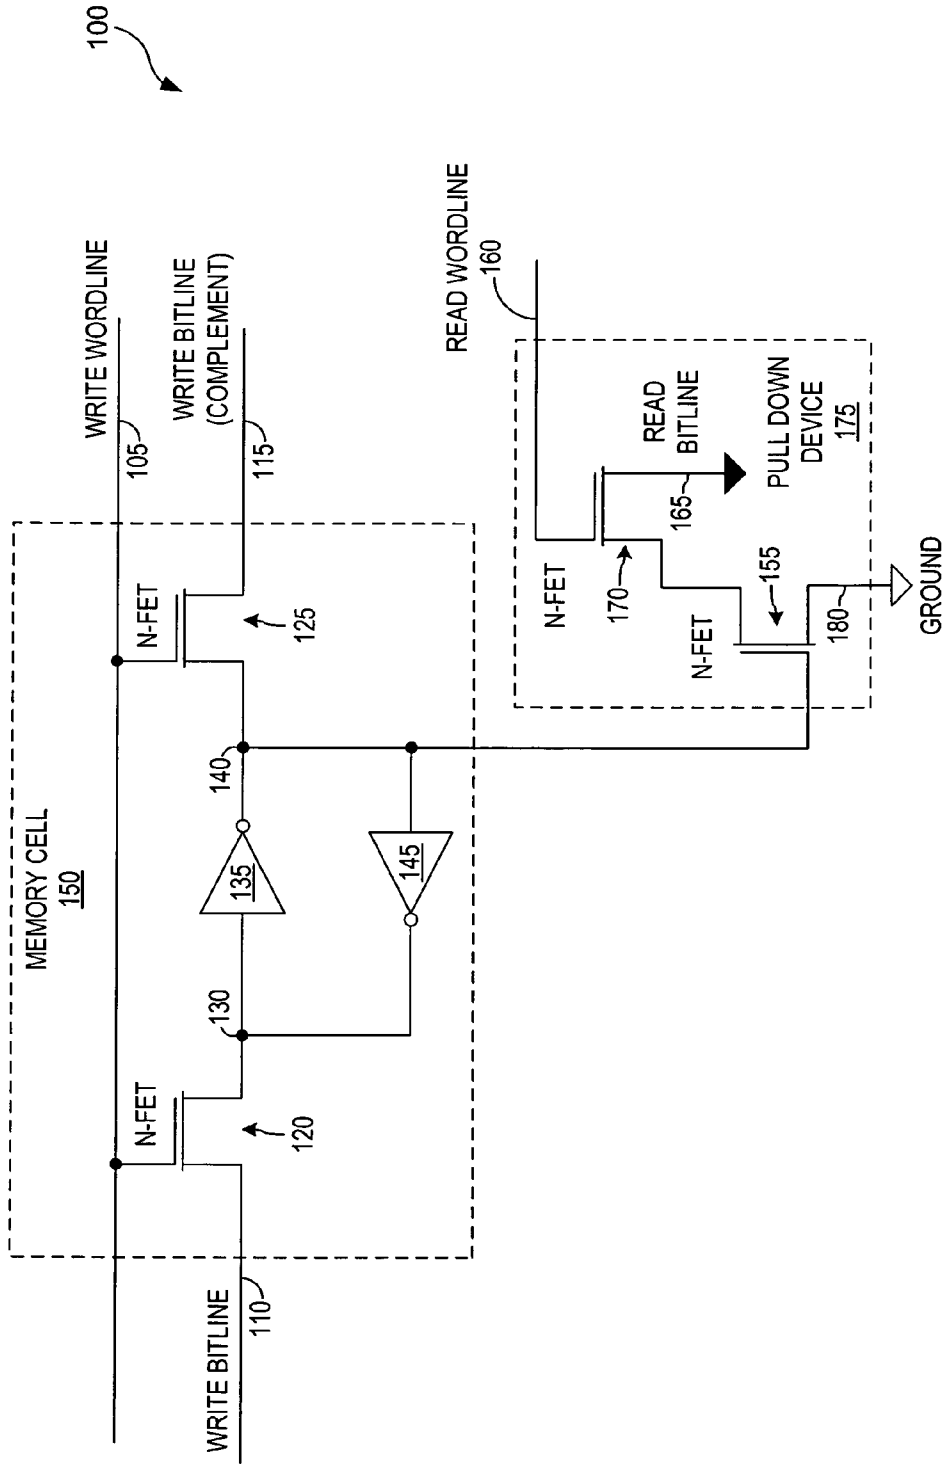 100
WRITE WORDLINE
105
WRITE BITLINE
(COMPLEMENT)
115
MEMORY CELL
150
N-FET
125
140
135
145
130
N-FET
120
WRITE BITLINE
110
READ WORDLINE
160
N-FET
170
READ
BITLINE
165
PULL DOWN
DEVICE
175
N-FET
155
180
GROUND